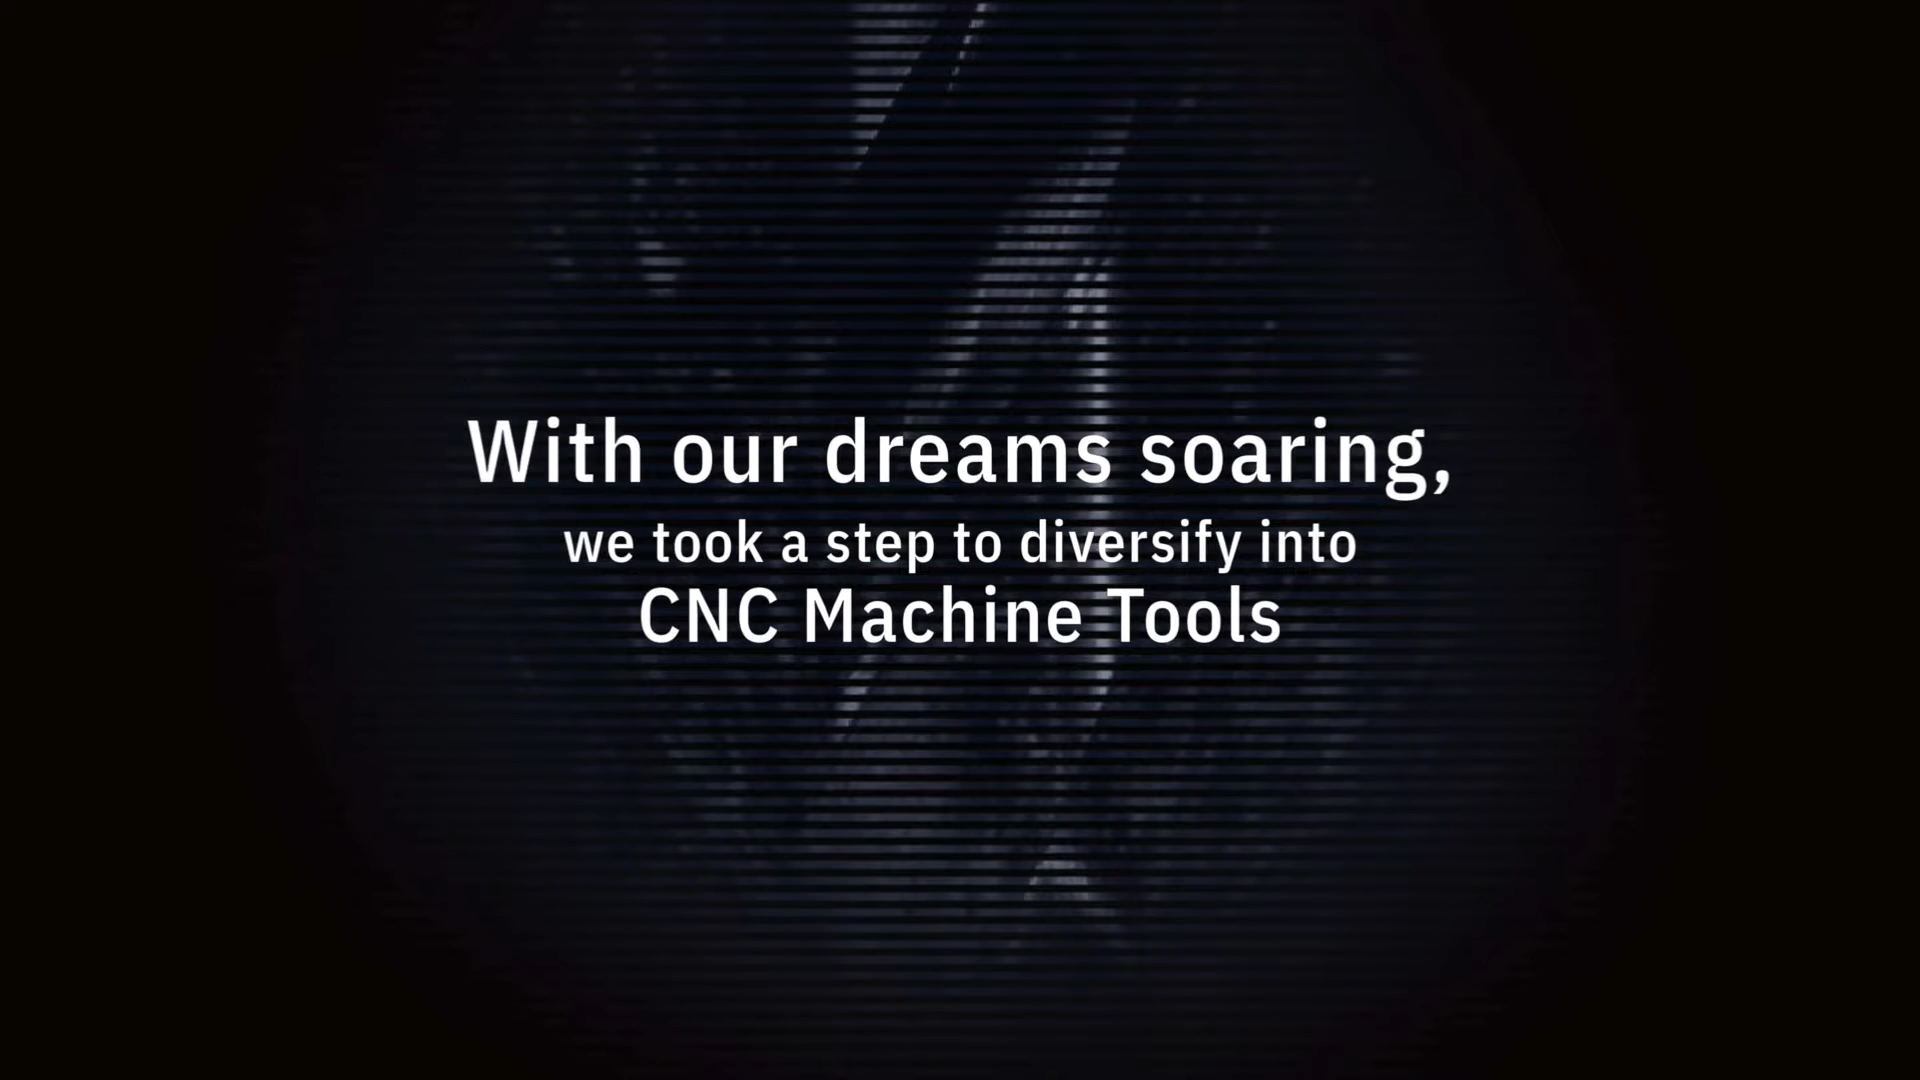 With our dreams soaring,
we took a step to diversify into
CNC Machine Tools